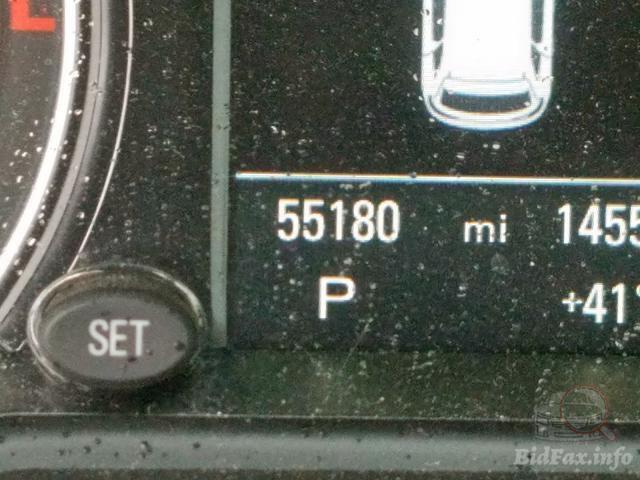 E
55180 mi 1455
P +41°
SET
BidFax.info